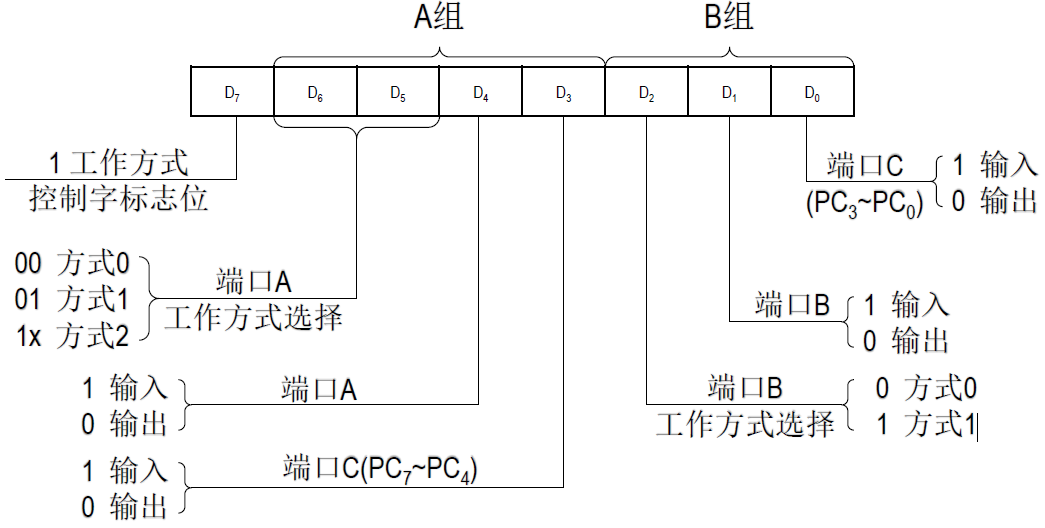 A组
B组
D7 D6 D5 D4 D3 D2 D1 D0
1 工作方式
控制字标志位
端口C
(PC3~PC0)
1 输入
0 输出
00 方式0
01 方式1
1x 方式2
端口A
工作方式选择
端口B
1 输入
0 输出
1 输入
0 输出
端口A
端口B
工作方式选择
0 方式0
1 方式1
1 输入
0 输出
端口C(PC7~PC4)